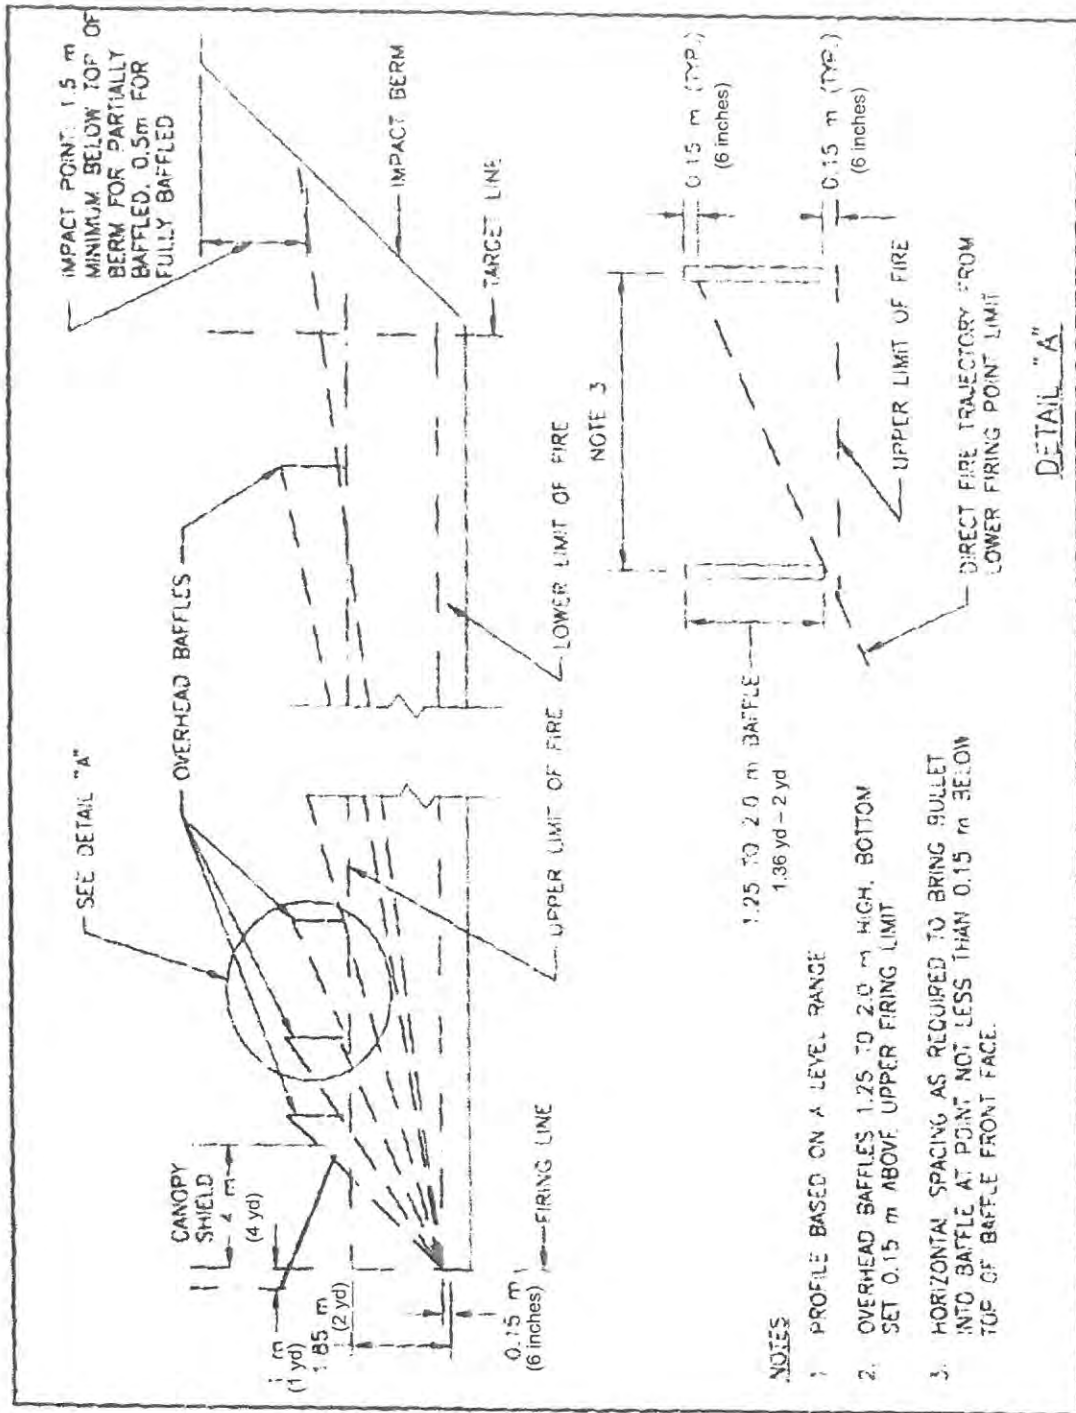 SEE DETAIL "A"
OVERHEAD BAFFLES
IMPACT POINT: 1.5 m
MINIMUM BELOW TOP OF
BERM FOR PARTIALLY
BAFFLED, 0.5m FOR
FULLY BAFFLED
CANOPY
SHIELD
4 m
(4 yd)
1 m
(1 yd)
1.85 m
(2 yd)
0.15 m
(6 inches)
FIRING LINE
UPPER LIMIT OF FIRE
LOWER LIMIT OF FIRE
IMPACT BERM
TARGET LINE
NOTE 3
0.15 m (TYP.)
(6 inches)
0.15 m (TYP.)
(6 inches)
1.25 TO 2.0 m BAFFLE
1.36 yd - 2 yd
UPPER LIMIT OF FIRE
DIRECT FIRE TRAJECTORY FROM
LOWER FIRING POINT LIMIT
DETAIL "A"
NOTES
1 PROFILE BASED ON A LEVEL RANGE
2. OVERHEAD BAFFLES 1.25 TO 2.0 m HIGH, BOTTOM
SET 0.15 m ABOVE UPPER FIRING LIMIT
3. HORIZONTAL SPACING AS REQUIRED TO BRING BULLET
INTO BAFFLE AT POINT NOT LESS THAN 0.15 m BELOW
TOP OF BAFFLE FRONT FACE.